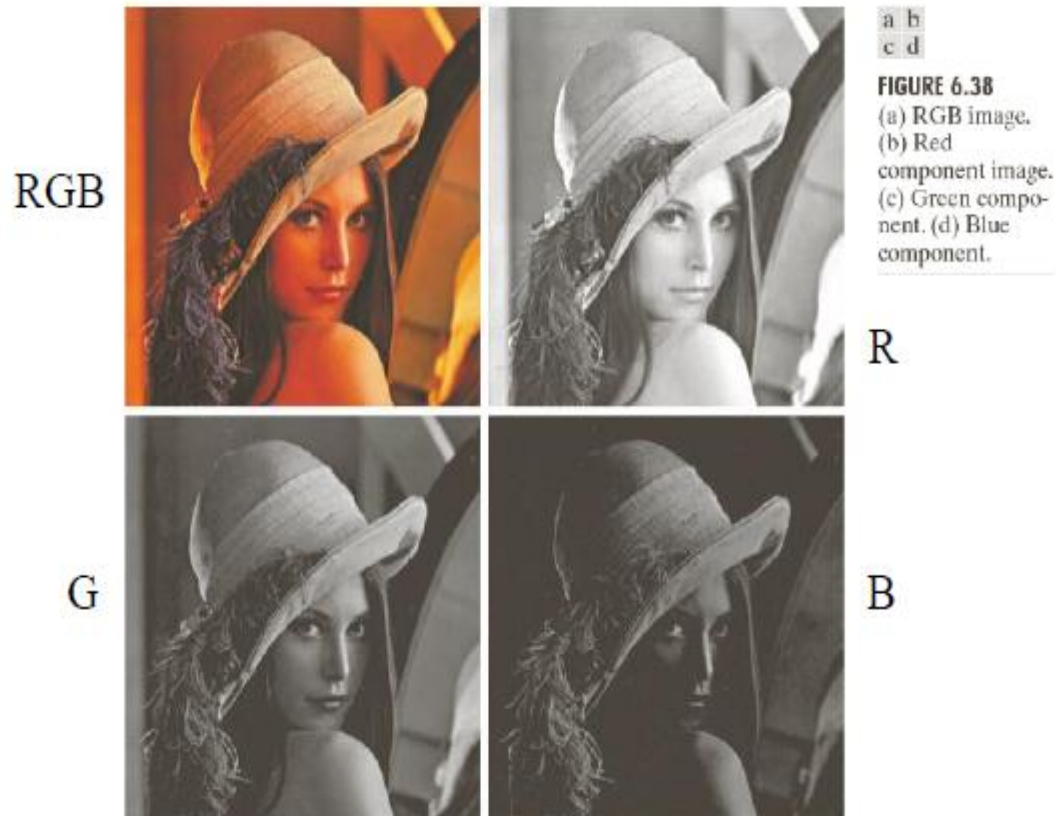 RGB
a b
c d
FIGURE 6.38
(a) RGB image.
(b) Red
component image.
(c) Green compo-
nent. (d) Blue
component.
R
G
B